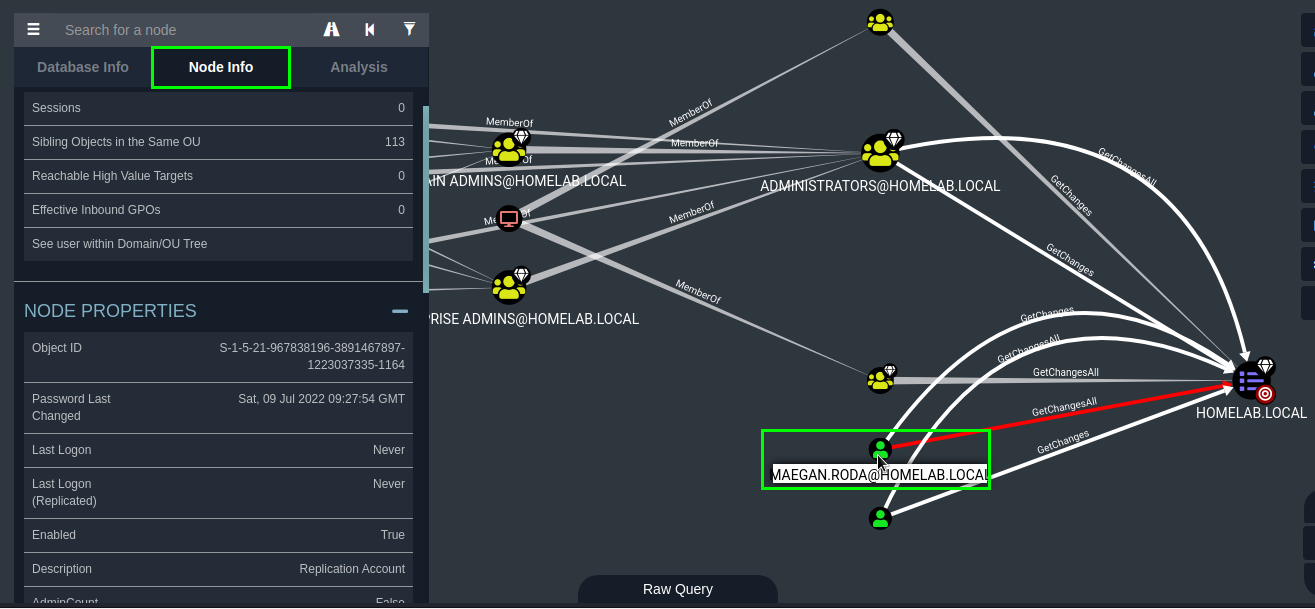 Search for a node
Database Info
Node Info
Analysis
Sessions 0
Sibling Objects in the Same OU 113
Reachable High Value Targets 0
Effective Inbound GPOs 0
See user within Domain/OU Tree
NODE PROPERTIES
Object ID S-1-5-21-967838196-3891467897-
1223037335-1164
Password Last Sat, 09 Jul 2022 09:27:54 GMT
Changed
Last Logon Never
Last Logon Never
(Replicated)
Enabled True
Description Replication Account
AdminCount False
MemberOf
MemberOf
MemberOf
MemberOf
MemberOf
MemberOf
MemberOf
AIN ADMINS@HOMELAB.LOCAL
ADMINISTRATORS@HOMELAB.LOCAL
PRISE ADMINS@HOMELAB.LOCAL
GetChangesAll
GetChanges
GetChanges
GetChanges
GetChangesAll
GetChangesAll
GetChangesAll
GetChanges
HOMELAB.LOCAL
MAEGAN.RODA@HOMELAB.LOCAL
Raw Query